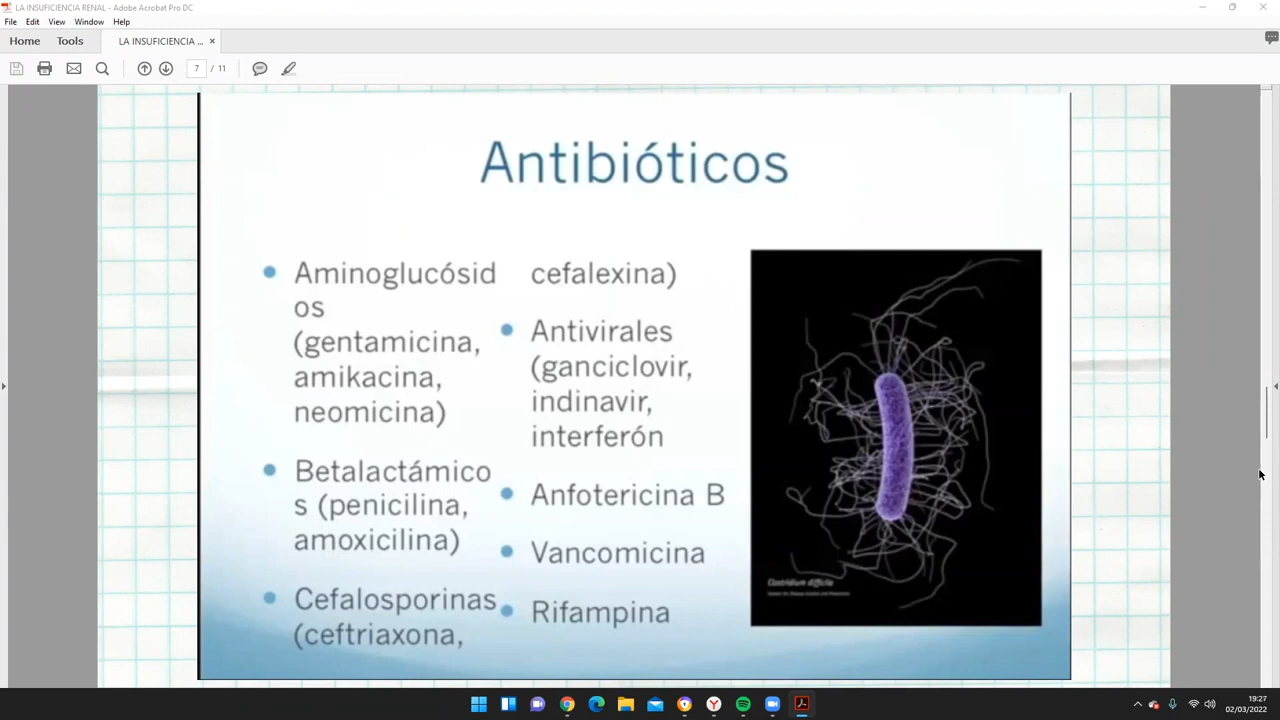 LA INSUFICIENCIA RENAL - Adobe Acrobat Pro DC
File Edit View Window Help
Home Tools LA INSUFICIENCIA ... ×
7 / 11
Antibióticos
Aminoglucósid
os
(gentamicina,
amikacina,
neomicina)
Betalactámico
s (penicilina,
amoxicilina)
Cefalosporinas
(ceftriaxona,
cefalexina)
Antivirales
(ganciclovir,
indinavir,
interferón
Anfotericina B
Vancomicina
Rifampina
Clostridium difficile
19:27
02/03/2022